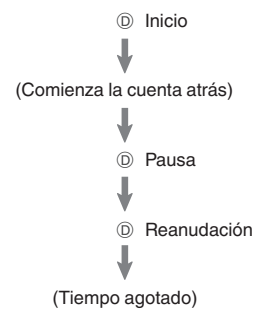 Ⓓ Inicio
(Comienza la cuenta atrás)
Ⓓ Pausa
Ⓓ Reanudación
(Tiempo agotado)